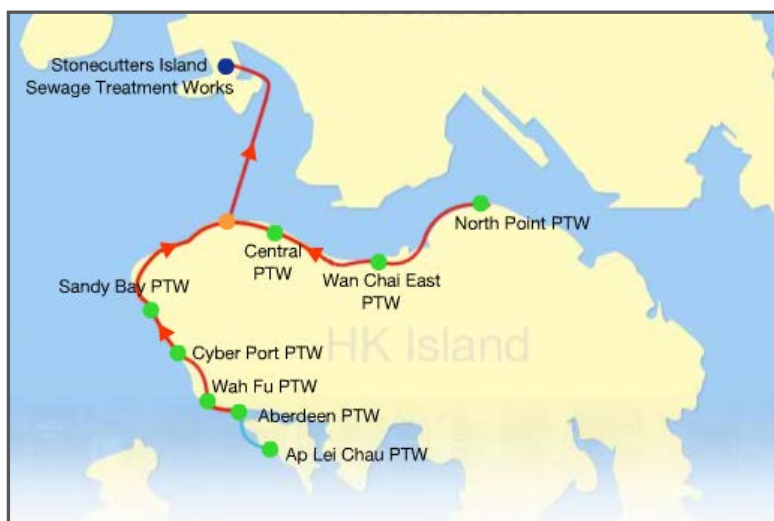 Stonecutters Island
Sewage Treatment Works
North Point PTW
Central
PTW
Wan Chai East
PTW
Sandy Bay PTW
HK Island
Cyber Port PTW
Wah Fu PTW
Aberdeen PTW
Ap Lei Chau PTW